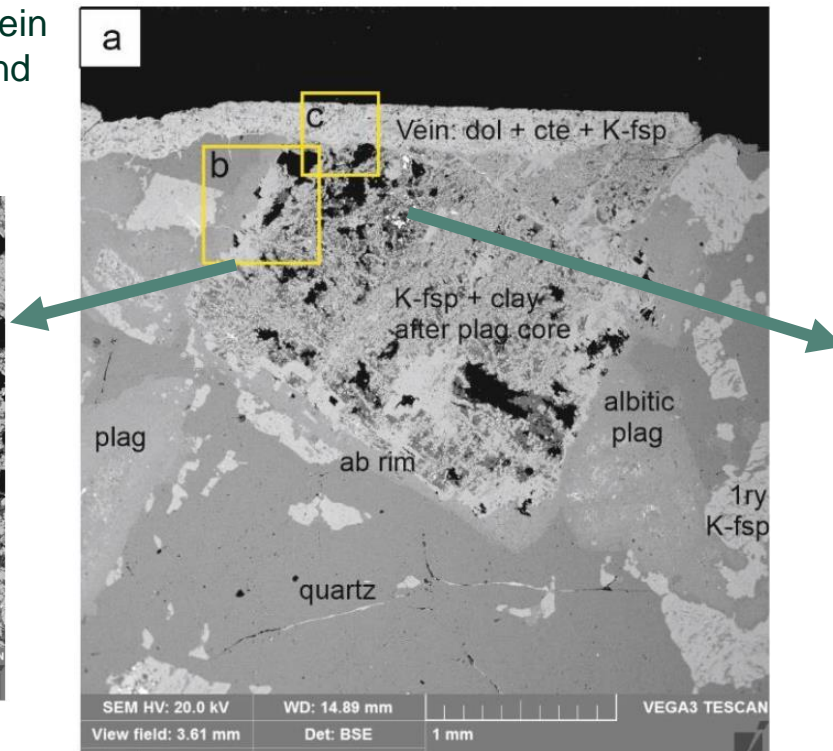 ein
nd
a
c
Vein: dol + cte + K-fsp
b
K-fsp + clay
after plag core
plag
albitic
plag
ab rim
1ry
K-fsp
quartz
SEM HV: 20.0 kV
WD: 14.89 mm
VEGA3 TESCAN
View field: 3.61 mm
Det: BSE
1 mm